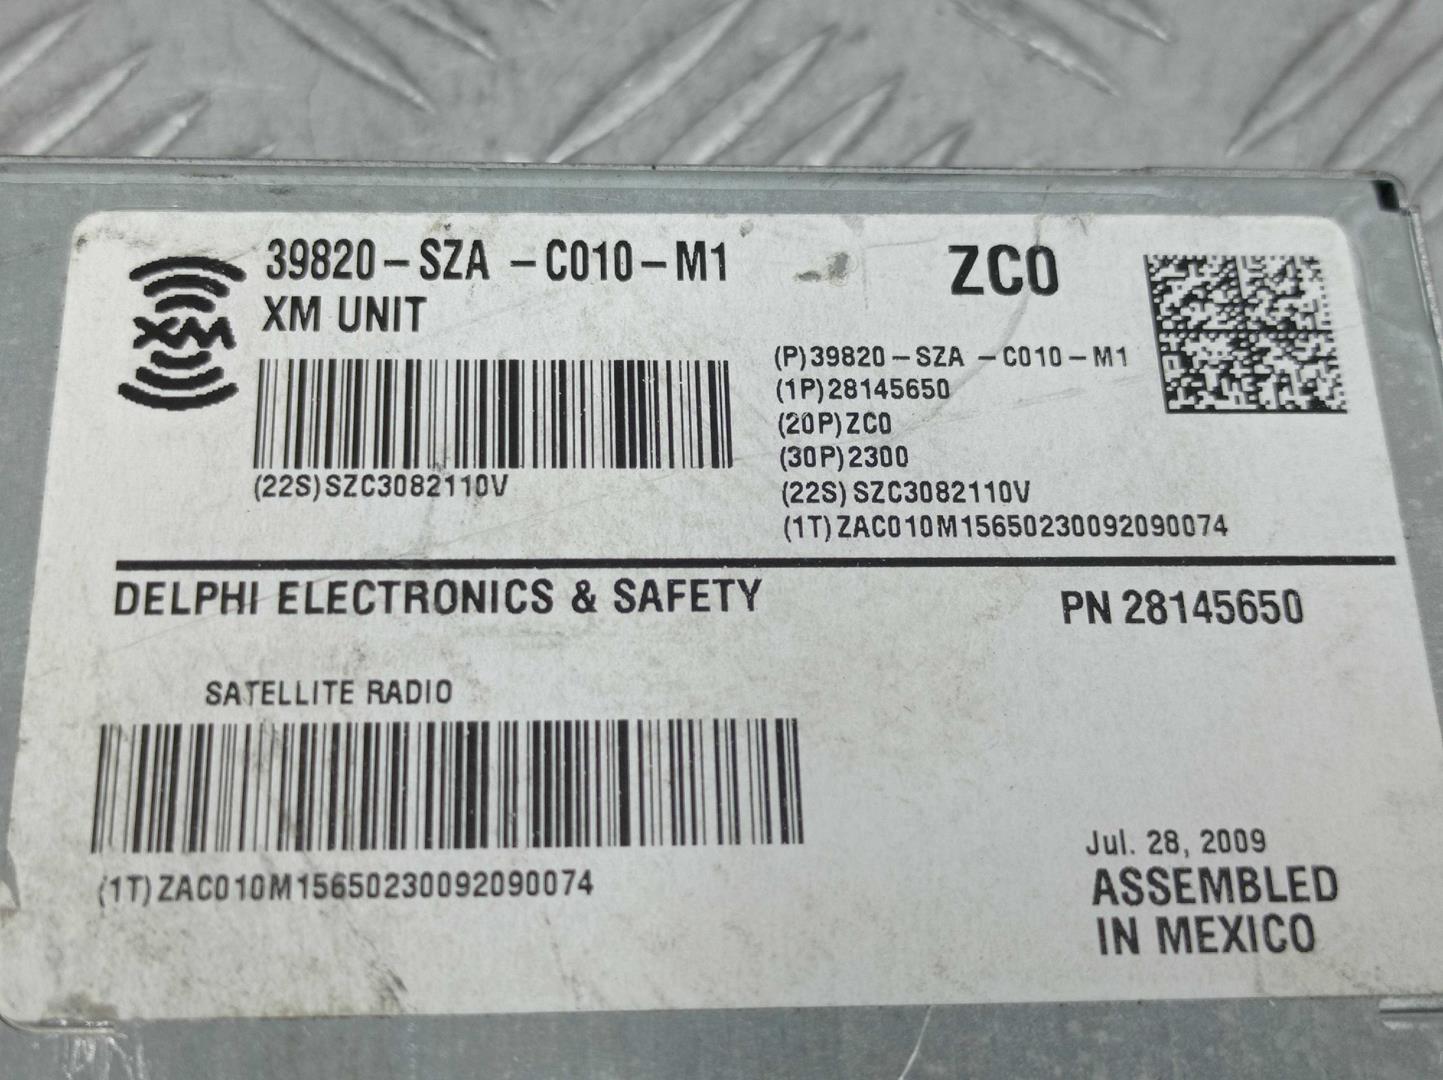 39820-SZA -C010-M1
XM UNIT
XM
(22S)SZC3082110V
ZC0
(P)39820-SZA -C010-M1
(1P)28145650
(20P)ZC0
(30P)2300
(22S)SZC3082110V
(1T)ZAC010M15650230092090074
DELPHI ELECTRONICS & SAFETY
PN 28145650
SATELLITE RADIO
(1T)ZAC010M15650230092090074
Jul. 28, 2009
ASSEMBLED
IN MEXICO